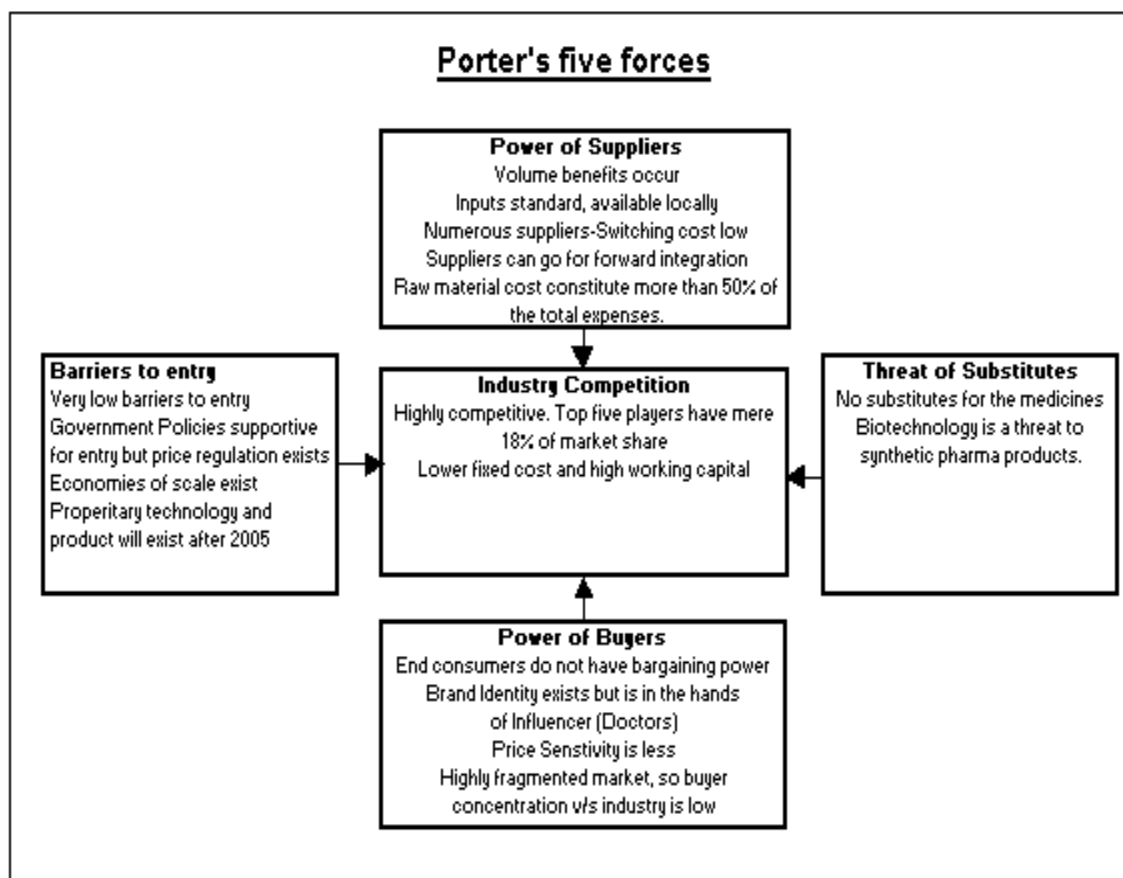 Porter's five forces
Power of Suppliers
Volume benefits occur
Inputs standard, available locally
Numerous suppliers-Switching cost low
Suppliers can go for forward integration
Raw material cost constitute more than 50% of
the total expenses.
Barriers to entry
Very low barriers to entry
Government Policies supportive
for entry but price regulation exists
Economies of scale exist
Properitary technology and
product will exist after 2005
Industry Competition
Highly competitive. Top five players have mere
18% of market share
Lower fixed cost and high working capital
Threat of Substitutes
No substitutes for the medicines
Biotechnology is a threat to
synthetic pharma products.
Power of Buyers
End consumers do not have bargaining power
Brand Identity exists but is in the hands
of Influencer (Doctors)
Price Senstivity is less
Highly fragmented market, so buyer
concentration v/s industry is low